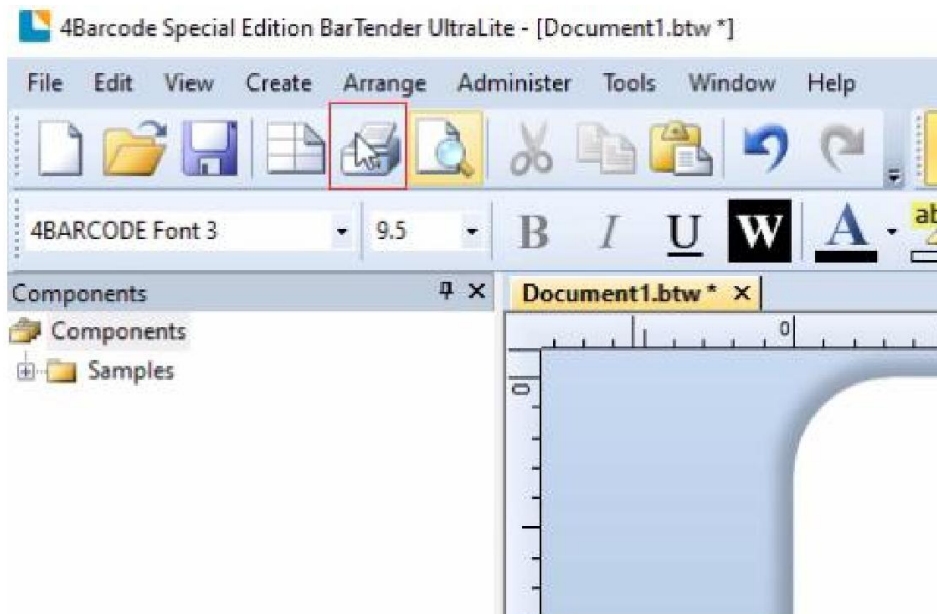 4Barcode Special Edition BarTender UltraLite - [Document1.btw *]
File Edit View Create Arrange Administer Tools Window Help
4BARCODE Font 3 9.5 B I U W A ab
Components Document1.btw * ×
Components 0
Samples
0